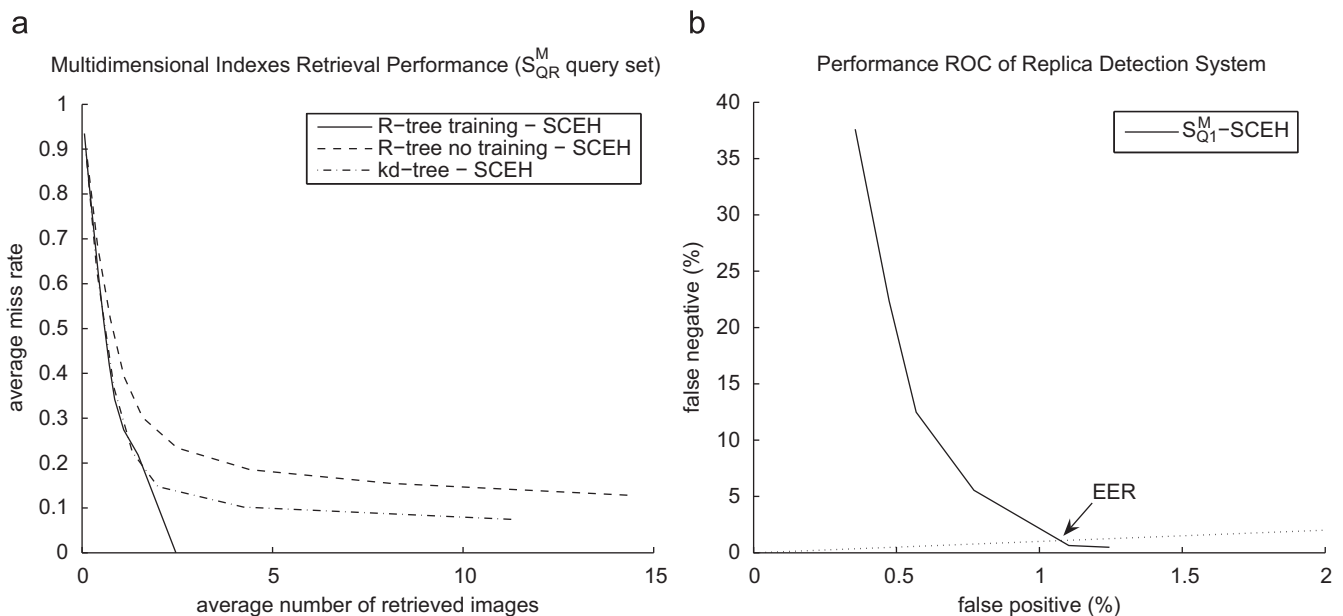 a
Multidimensional Indexes Retrieval Performance (S^M_QR query set)
R−tree training − SCEH
R−tree no training − SCEH
kd−tree − SCEH
1
0.9
0.8
0.7
0.6
0.5
0.4
0.3
0.2
0.1
0
average miss rate
0
5
10
15
average number of retrieved images
b
Performance ROC of Replica Detection System
S^M_Q1−SCEH
40
35
30
25
20
15
10
5
0
false negative (%)
EER
0
0.5
1
1.5
2
false positive (%)